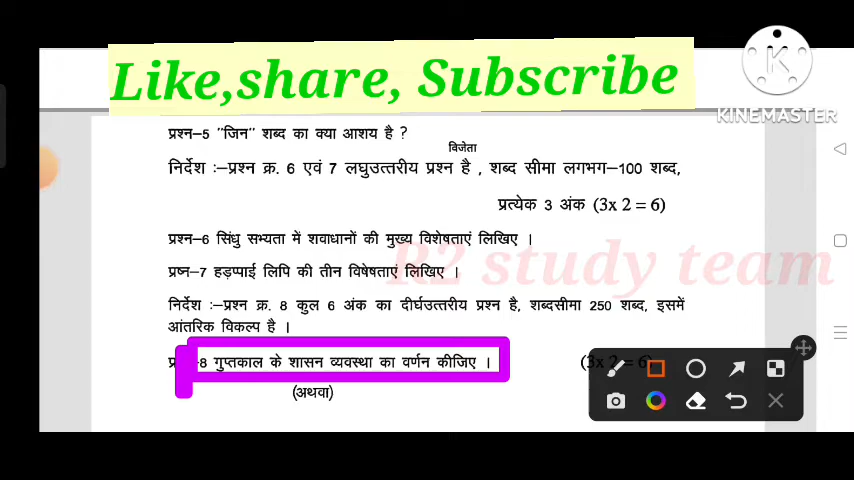 Like,share, Subscribe
KINEMASTER
प्रश्न–5 "जिन" शब्द का क्या आशय है ?
विजेता
निर्देश :–प्रश्न क्र. 6 एवं 7 लघुउत्तरीय प्रश्न है , शब्द सीमा लगभग–100 शब्द,
प्रत्येक 3 अंक (3x 2 = 6)
प्रश्न–6 सिंधु सभ्यता में शवाधानों की मुख्य विशेषताएं लिखिए ।
R2 study team
प्रष्न–7 हड़प्पाई लिपि की तीन विषेषताएं लिखिए ।
निर्देश :–प्रश्न क्र. 8 कुल 6 अंक का दीर्घउत्तरीय प्रश्न है, शब्दसीमा 250 शब्द, इसमें
आंतरिक विकल्प है ।
–8 गुप्तकाल के शासन व्यवस्था का वर्णन कीजिए । (3x 2 = 6)
(अथवा)